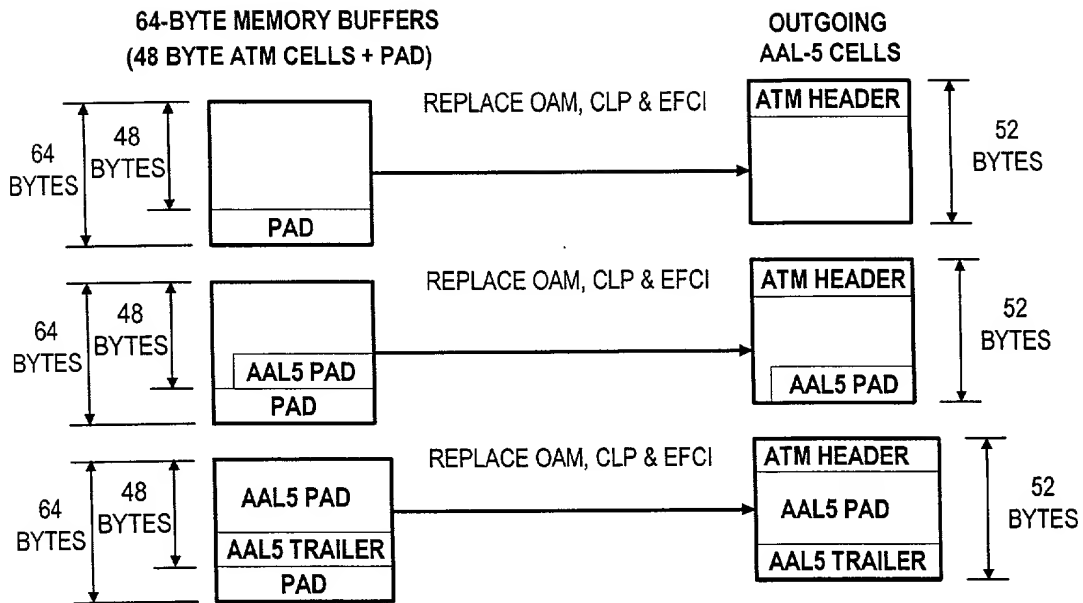 64-BYTE MEMORY BUFFERS
(48 BYTE ATM CELLS + PAD)
OUTGOING
AAL-5 CELLS
64
BYTES
48
BYTES
PAD
REPLACE OAM, CLP & EFCI
ATM HEADER
52
BYTES
64
BYTES
48
BYTES
AAL5 PAD
PAD
REPLACE OAM, CLP & EFCI
ATM HEADER
AAL5 PAD
52
BYTES
64
BYTES
48
BYTES
AAL5 PAD
AAL5 TRAILER
PAD
REPLACE OAM, CLP & EFCI
ATM HEADER
AAL5 PAD
AAL5 TRAILER
52
BYTES